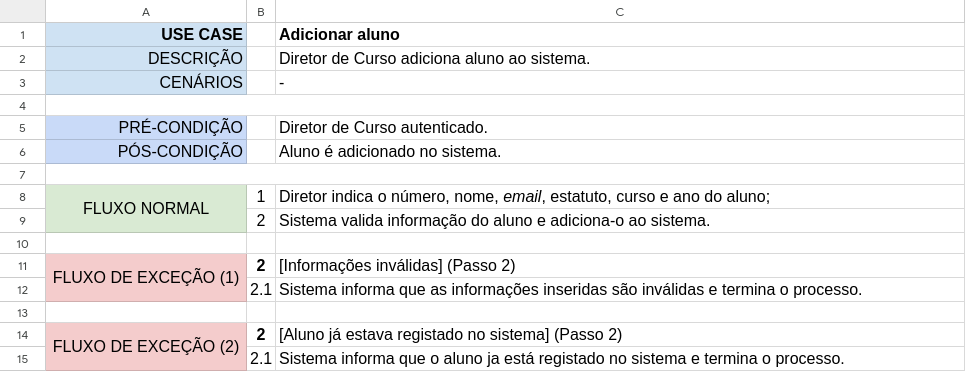 A B C
1 USE CASE Adicionar aluno
2 DESCRIÇÃO Diretor de Curso adiciona aluno ao sistema.
3 CENÁRIOS -
4
5 PRÉ-CONDIÇÃO Diretor de Curso autenticado.
6 PÓS-CONDIÇÃO Aluno é adicionado no sistema.
7
8 FLUXO NORMAL 1 Diretor indica o número, nome, email, estatuto, curso e ano do aluno;
9 2 Sistema valida informação do aluno e adiciona-o ao sistema.
10
11 FLUXO DE EXCEÇÃO (1) 2 [Informações inválidas] (Passo 2)
12 2.1 Sistema informa que as informações inseridas são inválidas e termina o processo.
13
14 FLUXO DE EXCEÇÃO (2) 2 [Aluno já estava registado no sistema] (Passo 2)
15 2.1 Sistema informa que o aluno ja está registado no sistema e termina o processo.